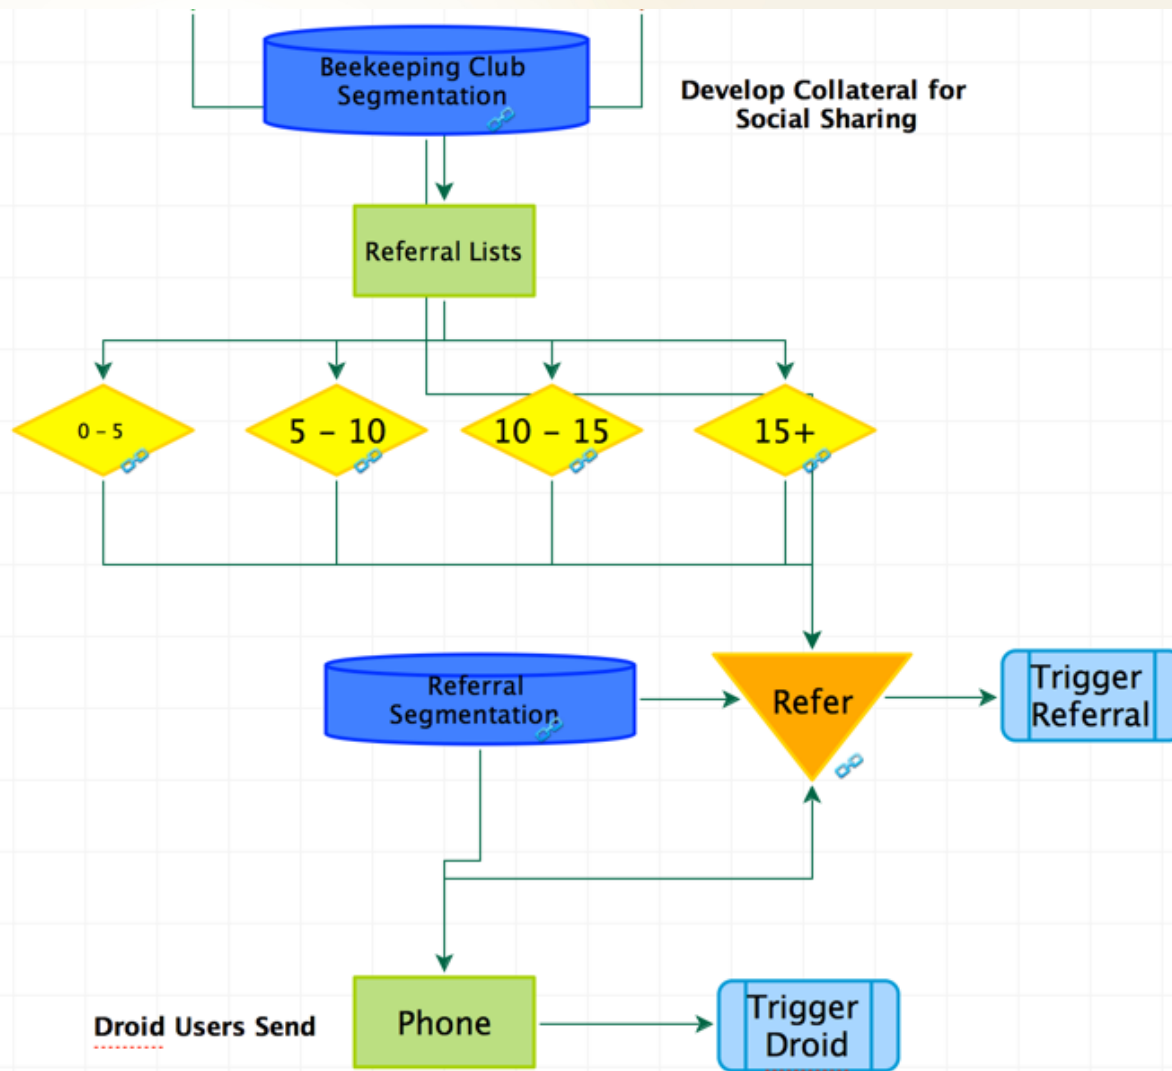 Beekeeping Club
Segmentation
Develop Collateral for
Social Sharing
Referral Lists
0 – 5
5 – 10
10 – 15
15+
Referral
Segmentation
Refer
Trigger
Referral
Droid Users Send
Phone
Trigger
Droid